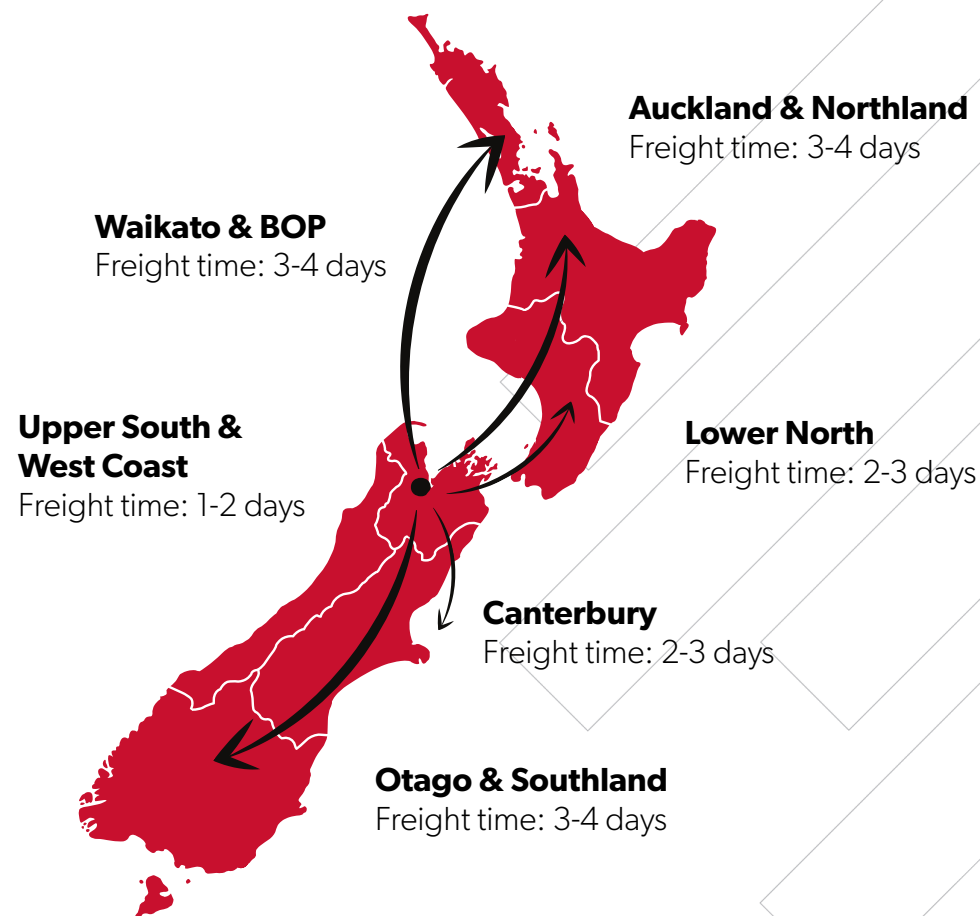 Auckland & Northland
Freight time: 3-4 days
Waikato & BOP
Freight time: 3-4 days
Upper South &
West Coast
Freight time: 1-2 days
Lower North
Freight time: 2-3 days
Canterbury
Freight time: 2-3 days
Otago & Southland
Freight time: 3-4 days